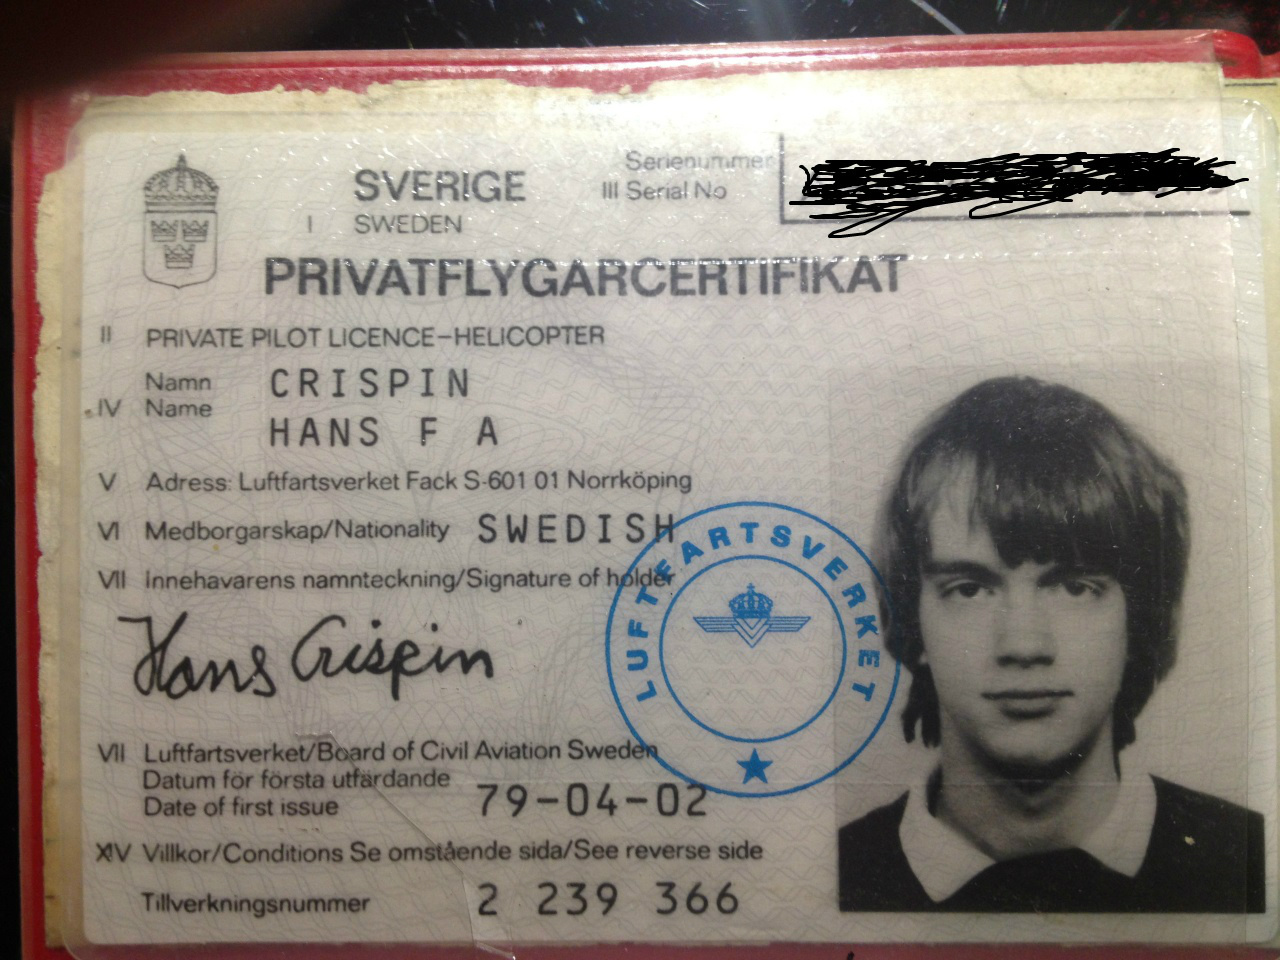 Serienummer
III Serial No
SVERIGE
I SWEDEN
PRIVATFLYGARCERTIFIKAT
II PRIVATE PILOT LICENCE-HELICOPTER
Namn CRISPIN
IV Name
HANS F A
V Adress: Luftfartsverket Fack S-601 01 Norrköping
VI Medborgarskap/Nationality SWEDISH
VII Innehavarens namnteckning/Signature of holder
Hans Crispin
LUFTFARTSVERKET
VII Luftfartsverket/Board of Civil Aviation Sweden
Datum för första utfärdande
Date of first issue 79-04-02
XIV Villkor/Conditions Se omstående sida/See reverse side
Tillverkningsnummer 2 239 366